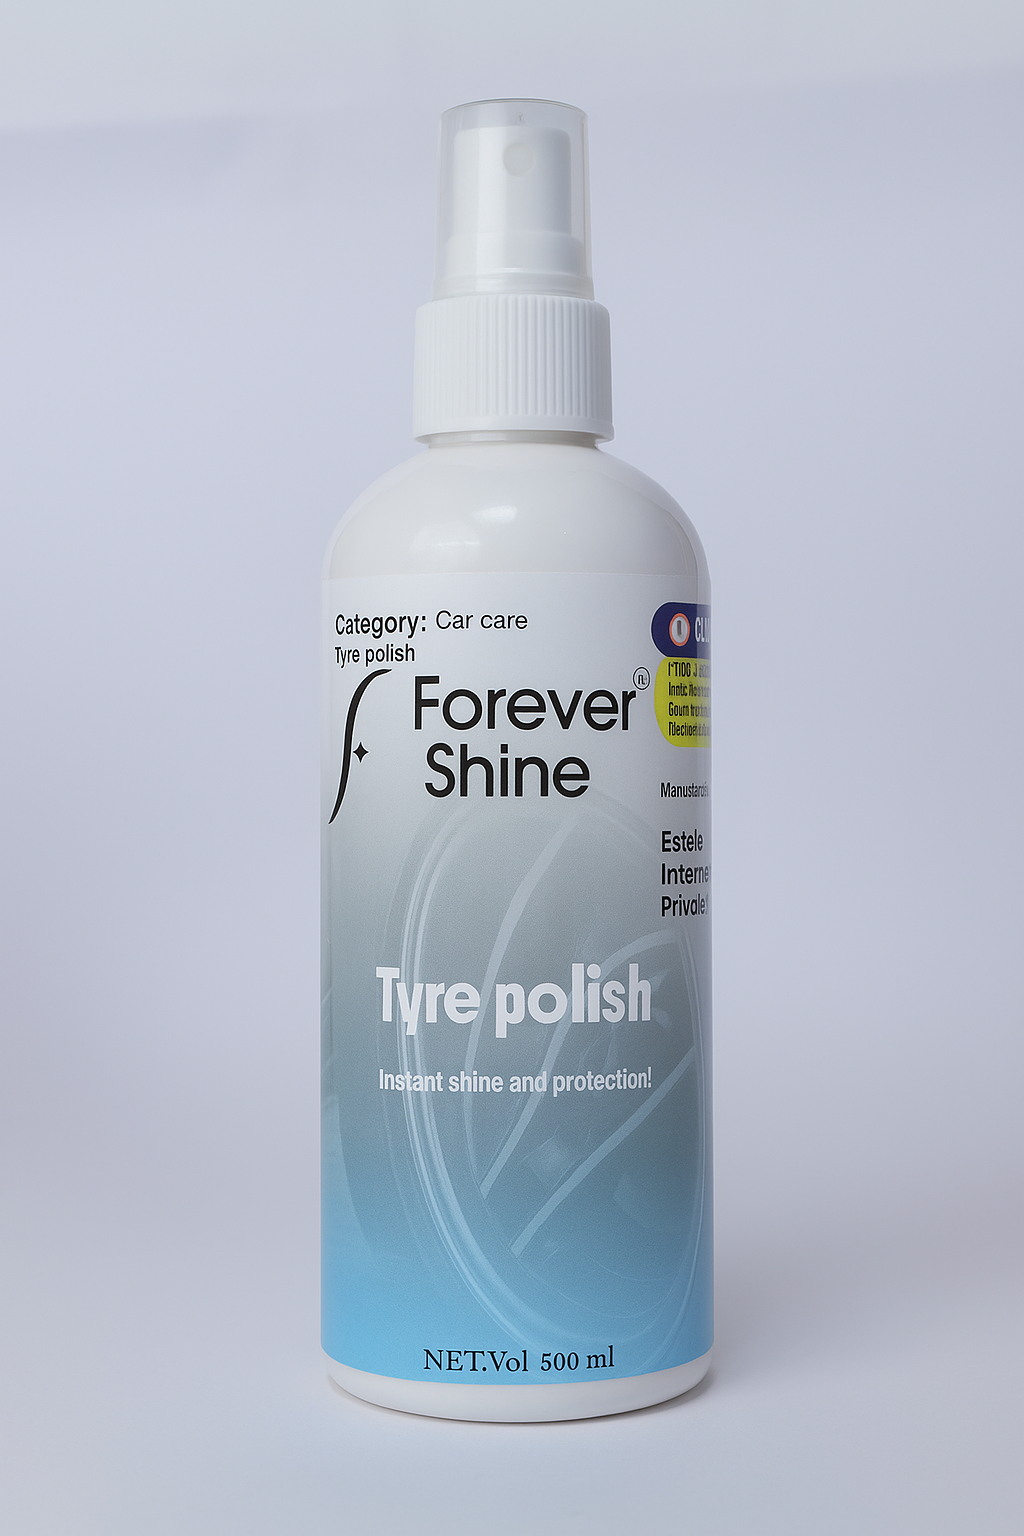 Category: Car care
Tyre polish
Forever
Shine
Estele
Tyre polish
Instant shine and protection!
NET.Vol 500 ml